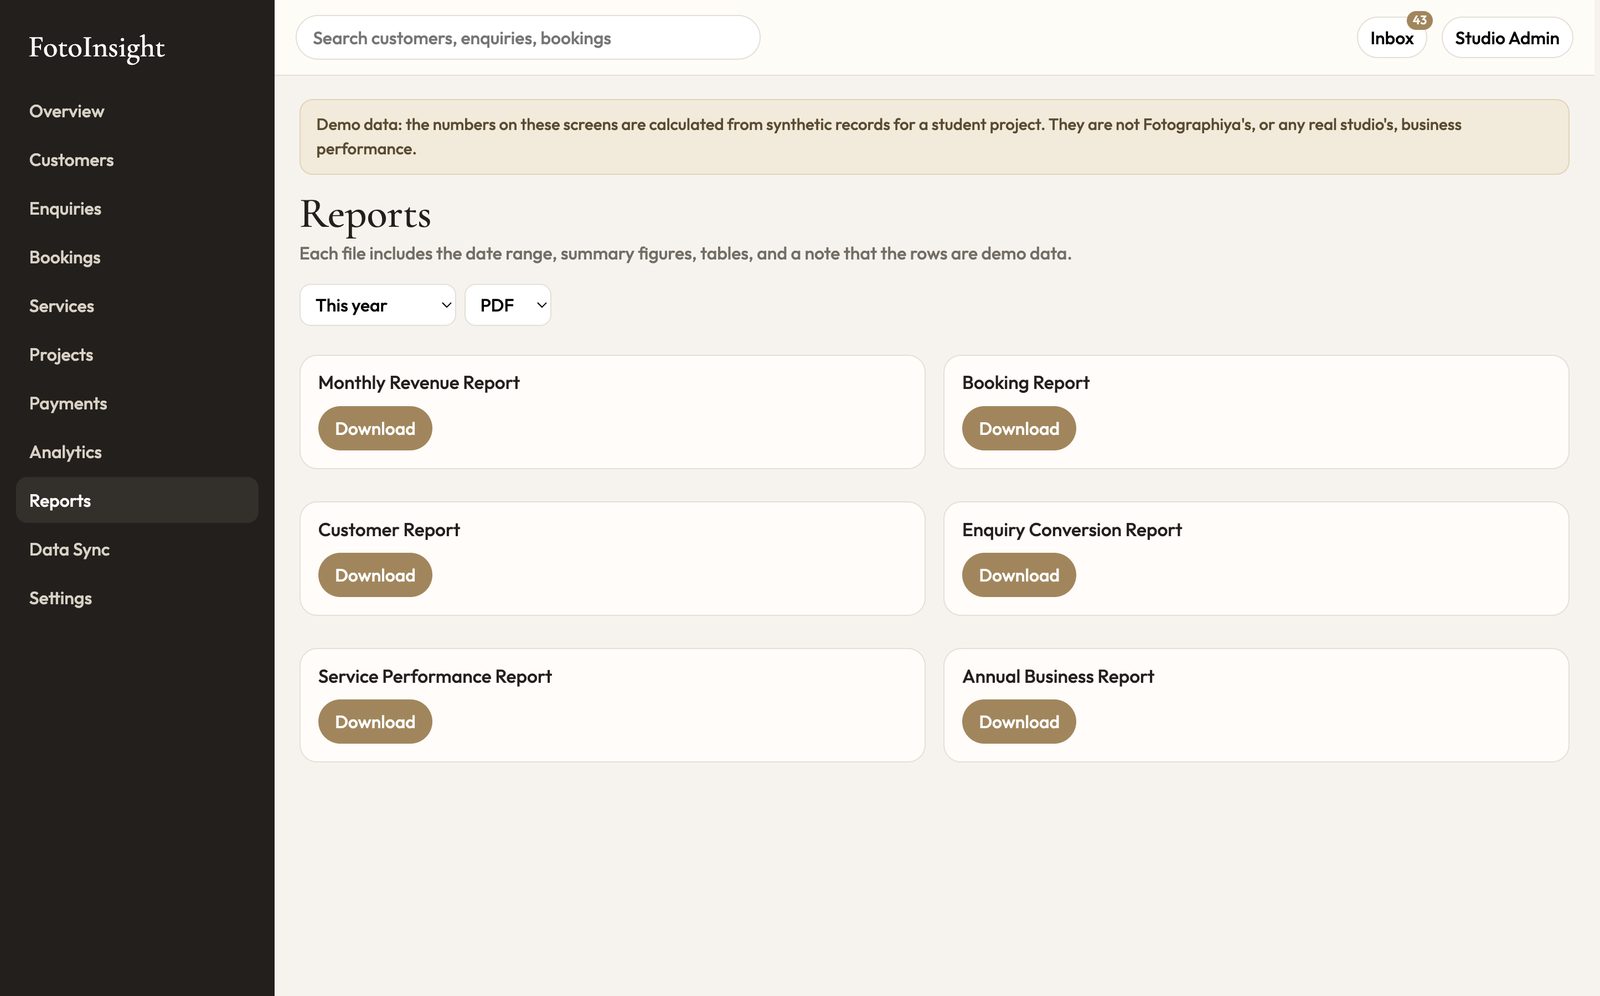 FotoInsight
Overview
Customers
Enquiries
Bookings
Services
Projects
Payments
Analytics
Reports
Data Sync
Settings
Search customers, enquiries, bookings
Inbox
43
Studio Admin
Demo data: the numbers on these screens are calculated from synthetic records for a student project. They are not Fotographiya's, or any real studio's, business
performance.
Reports
Each file includes the date range, summary figures, tables, and a note that the rows are demo data.
This year
PDF
Monthly Revenue Report
Download
Booking Report
Download
Customer Report
Download
Enquiry Conversion Report
Download
Service Performance Report
Download
Annual Business Report
Download